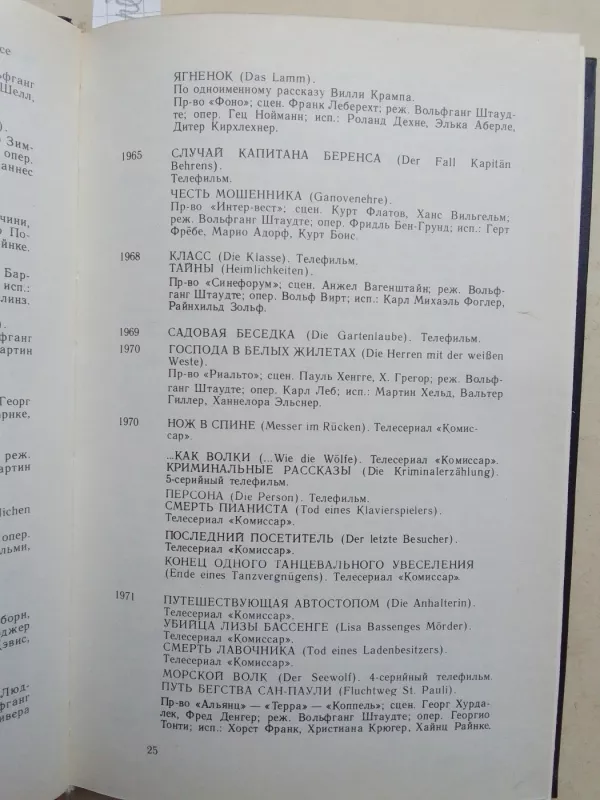 ЯГНЕНОК (Das Lamm).
По одноименному рассказу Вилли Крампа.
Пр-во «Фоно»; сцен. Франк Леберехт; реж. Вольфганг Штауд-
те; опер. Гец Нойманн; исп.: Роланд Дехне, Элька Аберле,
Дитер Кирхлехнер.
1965 СЛУЧАЙ КАПИТАНА БЕРЕНСА (Der Fall Kapitän
Behrens).
Телефильм.
ЧЕСТЬ МОШЕННИКА (Ganovenehre).
Пр-во «Интер-вест»; сцен. Курт Флатов, Ханс Вильгельм;
реж. Вольфганг Штаудте; опер. Фридль Бен-Грунд; исп.: Герт
Фрёбе, Марио Адорф, Курт Боис.
1968 КЛАСС (Die Klasse). Телефильм.
ТАЙНЫ (Heimlichkeiten).
Пр-во «Синефорум»; сцен. Анжел Вагенштайн; реж. Вольф-
ганг Штаудте; опер. Вольф Вирт; исп.: Карл Михаэль Фоглер,
Райнхильд Зольф.
1969 САДОВАЯ БЕСЕДКА (Die Gartenlaube). Телефильм.
1970 ГОСПОДА В БЕЛЫХ ЖИЛЕТАХ (Die Herren mit der weißen
Weste).
Пр-во «Риальто»; сцен. Пауль Хенгге, Х. Грегор; реж. Вольф-
ганг Штаудте; опер. Карл Леб; исп.: Мартин Хельд, Вальтер
Гиллер, Ханнелора Эльснер.
1970 НОЖ В СПИНЕ (Messer im Rücken). Телесериал «Комис-
сар».
...КАК ВОЛКИ (...Wie die Wölfe). Телесериал «Комиссар».
КРИМИНАЛЬНЫЕ РАССКАЗЫ (Die Kriminalerzählung).
5-серийный телефильм.
ПЕРСОНА (Die Person). Телефильм.
СМЕРТЬ ПИАНИСТА (Tod eines Klavierspielers).
Телесериал «Комиссар».
ПОСЛЕДНИЙ ПОСЕТИТЕЛЬ (Der letzte Besucher).
Телесериал «Комиссар».
КОНЕЦ ОДНОГО ТАНЦЕВАЛЬНОГО УВЕСЕЛЕНИЯ
(Ende eines Tanzvergnügens). Телесериал «Комиссар».
1971 ПУТЕШЕСТВУЮЩАЯ АВТОСТОПОМ (Die Anhalterin).
Телесериал «Комиссар».
УБИЙЦА ЛИЗЫ БАССЕНГЕ (Lisa Bassenges Mörder).
Телесериал «Комиссар».
СМЕРТЬ ЛАВОЧНИКА (Tod eines Ladenbesitzers).
Телесериал «Комиссар».
МОРСКОЙ ВОЛК (Der Seewolf). 4-серийный телефильм.
ПУТЬ БЕГСТВА САН-ПАУЛИ (Fluchtweg St. Pauli).
Пр-во «Альянц» — «Терра» — «Коппель»; сцен. Георг Хурда-
лек, Фред Денгер; реж. Вольфганг Штаудте; опер. Георгио
Тонти; исп.: Хорст Франк, Христиана Крюгер, Хайнц Райнке.
25